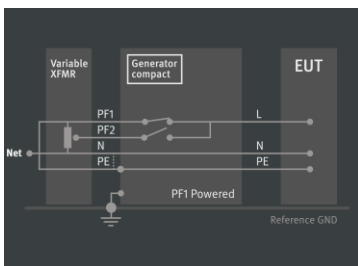 Variable
XFMR
Generator
compact
EUT
PF1
L
PF2
Net
N
N
PE
PE
PF1 Powered
Reference GND